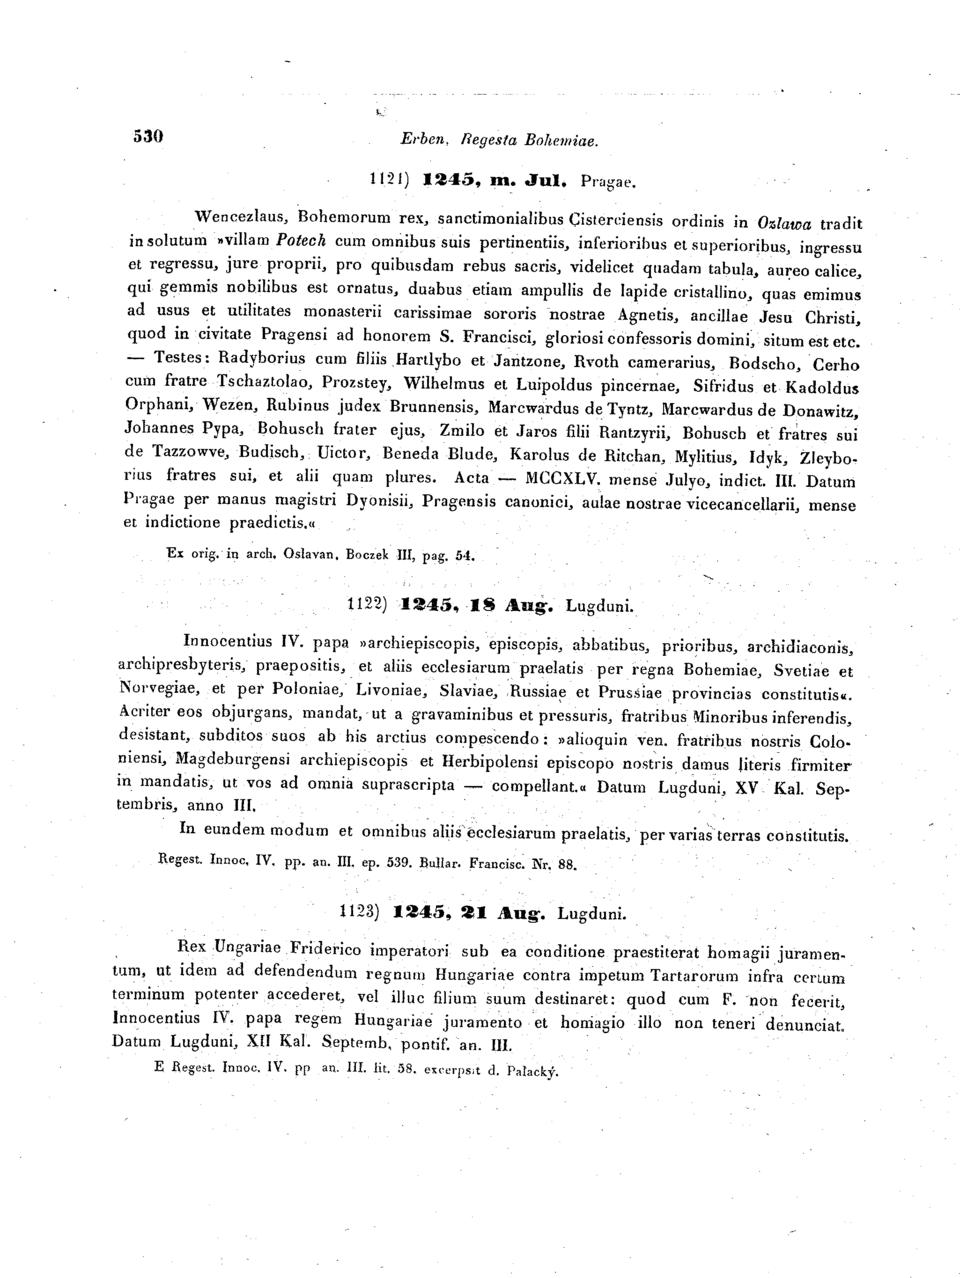 530
Erben, Regesta Bohemiae.
1121) 1245, m. Jul. Pragae.
Wencezlaus, Bohemorum rex, sanctimonialibus Cisterciensis ordinis in Ozlawa tradit
in solutum »villam Potech cum omnibus suis pertinentiis, inferioribus et superioribus, ingressu
et regressu, jure proprii, pro quibusdam rebus sacris, videlicet quadam tabula, aureo calice,
qui gemmis nobilibus est ornatus, duabus etiam ampullis de lapide cristallino, quas emimus
ad usus et utilitates monasterii carissimae sororis nostrae Agnetis, ancillae Jesu Christi,
quod in civitate Pragensi ad honorem S. Francisci, gloriosi confessoris domini, situm est etc.
— Testes: Radyborius cum filiis Hartlybo et Jantzone, Rvoth camerarius, Bodscho, Cerho
cum fratre Tschaztolao, Prozstey, Wilhelmus et Luipoldus pincernae, Sifridus et Kadoldus
Orphani, Wezen, Rubinus judex Brunnensis, Marcwardus de Tyntz, Marcwardus de Donawitz,
Johannes Pypa, Bohusch frater ejus, Zmilo et Jaros filii Rantzyrii, Bohusch et fratres sui
de Tazzowve, Budisch, Uictor, Beneda Blude, Karolus de Ritchan, Mylitius, Idyk, Zleybo-
rius fratres sui, et alii quam plures. Acta — MCCXLV. mense Julyo, indict. III. Datum
Pragae per manus magistri Dyonisii, Pragensis canonici, aulae nostrae vicecancellarii, mense
et indictione praedictis.«
Ex orig. in arch. Oslavan. Boczek III, pag. 54.
1122) 1245, 18 Aug. Lugduni.
Innocentius IV. papa »archiepiscopis, episcopis, abbatibus, prioribus, archidiaconis,
archipresbyteris, praepositis, et aliis ecclesiarum praelatis per regna Bohemiae, Svetiae et
Norvegiae, et per Poloniae, Livoniae, Slaviae, Russiae et Prussiae provincias constitutis«.
Acriter eos objurgans, mandat, ut a gravaminibus et pressuris, fratribus Minoribus inferendis,
desistant, subditos suos ab his arctius compescendo: »alioquin ven. fratribus nostris Colo-
niensi, Magdeburgensi archiepiscopis et Herbipolensi episcopo nostris damus literis firmiter
in mandatis, ut vos ad omnia suprascripta — compellant.« Datum Lugduni, XV Kal. Sep-
tembris, anno III.
In eundem modum et omnibus aliis ecclesiarum praelatis, per varias terras constitutis.
Regest. Innoc. IV. pp. an. III. ep. 539. Bullar. Francisc. Nr. 88.
1123) 1245, 21 Aug. Lugduni.
Rex Ungariae Friderico imperatori sub ea conditione praestiterat homagii juramen-
tum, ut idem ad defendendum regnum Hungariae contra impetum Tartarorum infra certum
terminum potenter accederet, vel illuc filium suum destinaret: quod cum F. non fecerit,
Innocentius IV. papa regem Hungariae juramento et homagio illo non teneri denunciat.
Datum Lugduni, XII Kal. Septemb. pontif. an. III.
E Regest. Innoc. IV. pp an. III. lit. 58. excerpsit d. Palacký.